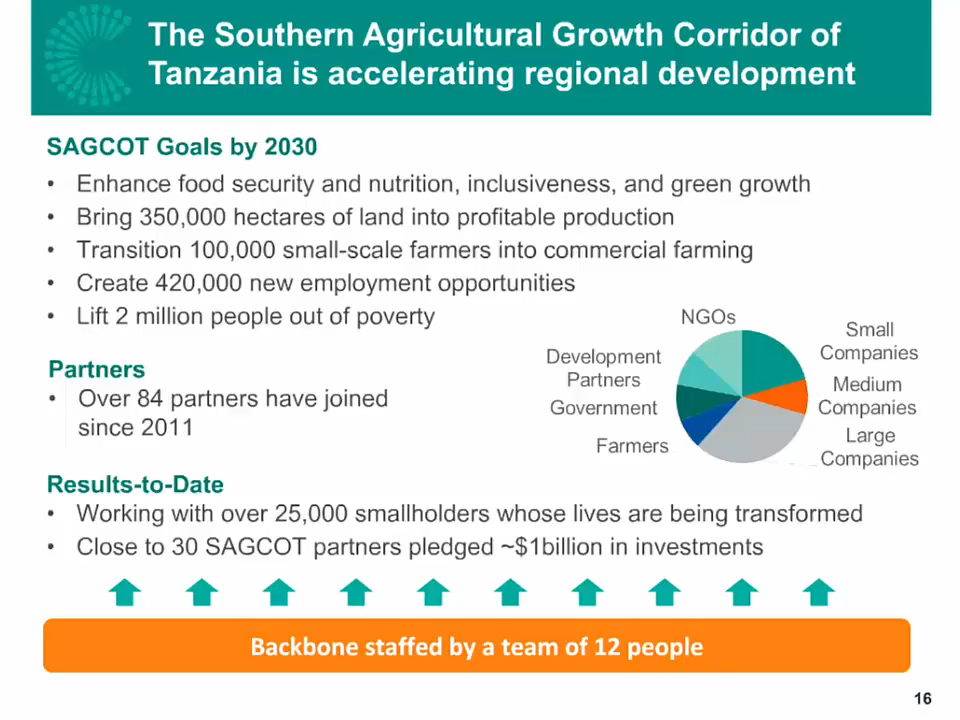 The Southern Agricultural Growth Corridor of
Tanzania is accelerating regional development
SAGCOT Goals by 2030
• Enhance food security and nutrition, inclusiveness, and green growth
• Bring 350,000 hectares of land into profitable production
• Transition 100,000 small-scale farmers into commercial farming
• Create 420,000 new employment opportunities
• Lift 2 million people out of poverty
Partners
• Over 84 partners have joined
since 2011
NGOs
Development
Partners
Government
Farmers
Small
Companies
Medium
Companies
Large
Companies
Results-to-Date
• Working with over 25,000 smallholders whose lives are being transformed
• Close to 30 SAGCOT partners pledged ~$1billion in investments
Backbone staffed by a team of 12 people
16